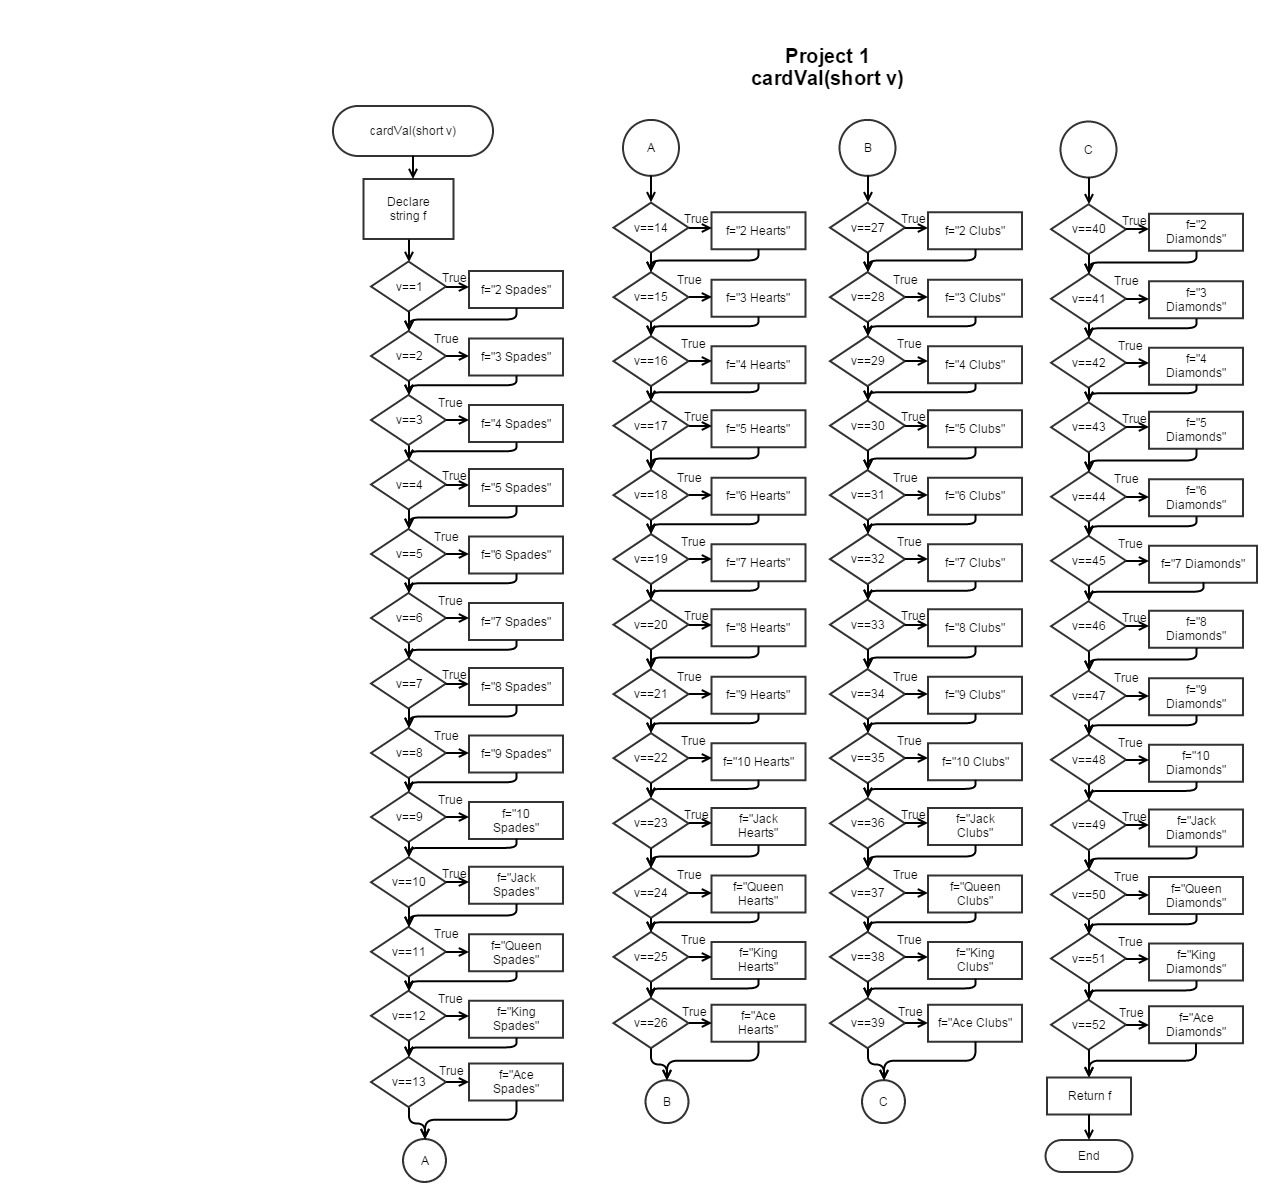 Project 1
cardVal(short v)
cardVal(short v)
Declare
string f
v==1
True
f="2 Spades"
v==2
True
f="3 Spades"
v==3
True
f="4 Spades"
v==4
True
f="5 Spades"
v==5
True
f="6 Spades"
v==6
True
f="7 Spades"
v==7
True
f="8 Spades"
v==8
True
f="9 Spades"
v==9
True
f="10
Spades"
v==10
True
f="Jack
Spades"
v==11
True
f="Queen
Spades"
v==12
True
f="King
Spades"
v==13
True
f="Ace
Spades"
A
A
v==14
True
f="2 Hearts"
v==15
True
f="3 Hearts"
v==16
True
f="4 Hearts"
v==17
True
f="5 Hearts"
v==18
True
f="6 Hearts"
v==19
True
f="7 Hearts"
v==20
True
f="8 Hearts"
v==21
True
f="9 Hearts"
v==22
True
f="10 Hearts"
v==23
True
f="Jack
Hearts"
v==24
True
f="Queen
Hearts"
v==25
True
f="King
Hearts"
v==26
True
f="Ace
Hearts"
B
B
v==27
True
f="2 Clubs"
v==28
True
f="3 Clubs"
v==29
True
f="4 Clubs"
v==30
True
f="5 Clubs"
v==31
True
f="6 Clubs"
v==32
True
f="7 Clubs"
v==33
True
f="8 Clubs"
v==34
True
f="9 Clubs"
v==35
True
f="10 Clubs"
v==36
True
f="Jack
Clubs"
v==37
True
f="Queen
Clubs"
v==38
True
f="King
Clubs"
v==39
True
f="Ace Clubs"
C
C
v==40
True
f="2
Diamonds"
v==41
True
f="3
Diamonds"
v==42
True
f="4
Diamonds"
v==43
True
f="5
Diamonds"
v==44
True
f="6
Diamonds"
v==45
True
f="7 Diamonds"
v==46
True
f="8
Diamonds"
v==47
True
f="9
Diamonds"
v==48
True
f="10
Diamonds"
v==49
True
f="Jack
Diamonds"
v==50
True
f="Queen
Diamonds"
v==51
True
f="King
Diamonds"
v==52
True
f="Ace
Diamonds"
Return f
End